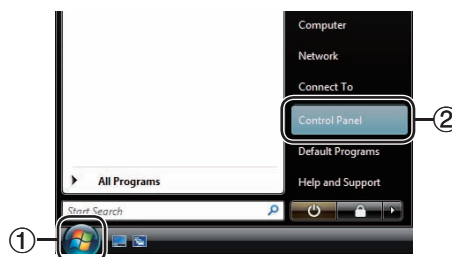 Computer
Network
Connect To
Control Panel
②
Default Programs
All Programs
Help and Support
Start Search
①